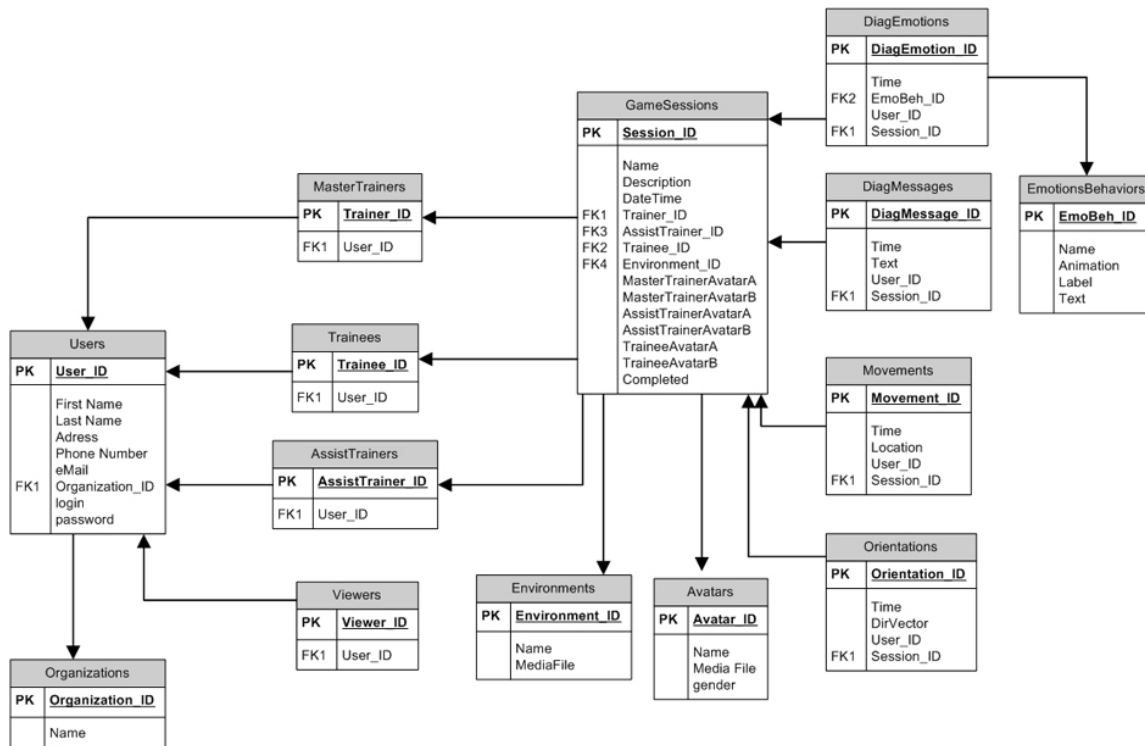 DiagEmotions
PK DiagEmotion_ID
Time
FK2 EmoBeh_ID
User_ID
FK1 Session_ID
GameSessions
PK Session_ID
Name
Description
DateTime
FK1 Trainer_ID
FK3 AssistTrainer_ID
FK2 Trainee_ID
FK4 Environment_ID
MasterTrainerAvatarA
MasterTrainerAvatarB
AssistTrainerAvatarA
AssistTrainerAvatarB
TraineeAvatarA
TraineeAvatarB
Completed
MasterTrainers
PK Trainer_ID
FK1 User_ID
DiagMessages
PK DiagMessage_ID
Time
Text
User_ID
FK1 Session_ID
EmotionsBehaviors
PK EmoBeh_ID
Name
Animation
Label
Text
Users
PK User_ID
First Name
Last Name
Adress
Phone Number
eMail
FK1 Organization_ID
login
password
Trainees
PK Trainee_ID
FK1 User_ID
Movements
PK Movement_ID
Time
Location
User_ID
FK1 Session_ID
AssistTrainers
PK AssistTrainer_ID
FK1 User_ID
Orientations
PK Orientation_ID
Time
DirVector
User_ID
FK1 Session_ID
Viewers
PK Viewer_ID
FK1 User_ID
Environments
PK Environment_ID
Name
MediaFile
Avatars
PK Avatar_ID
Name
Media File
gender
Organizations
PK Organization_ID
Name